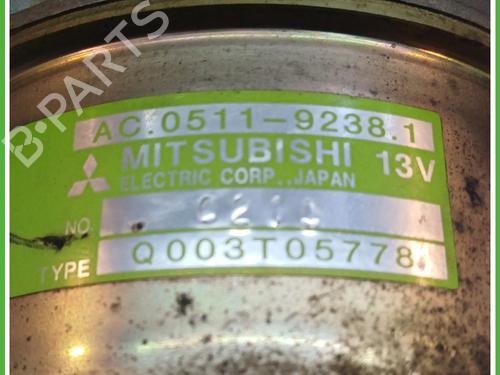 B·PARTS
AC.0511-9238.1
MITSUBISHI 13V
ELECTRIC CORP.,JAPAN
NO.
TYPE Q003T05778